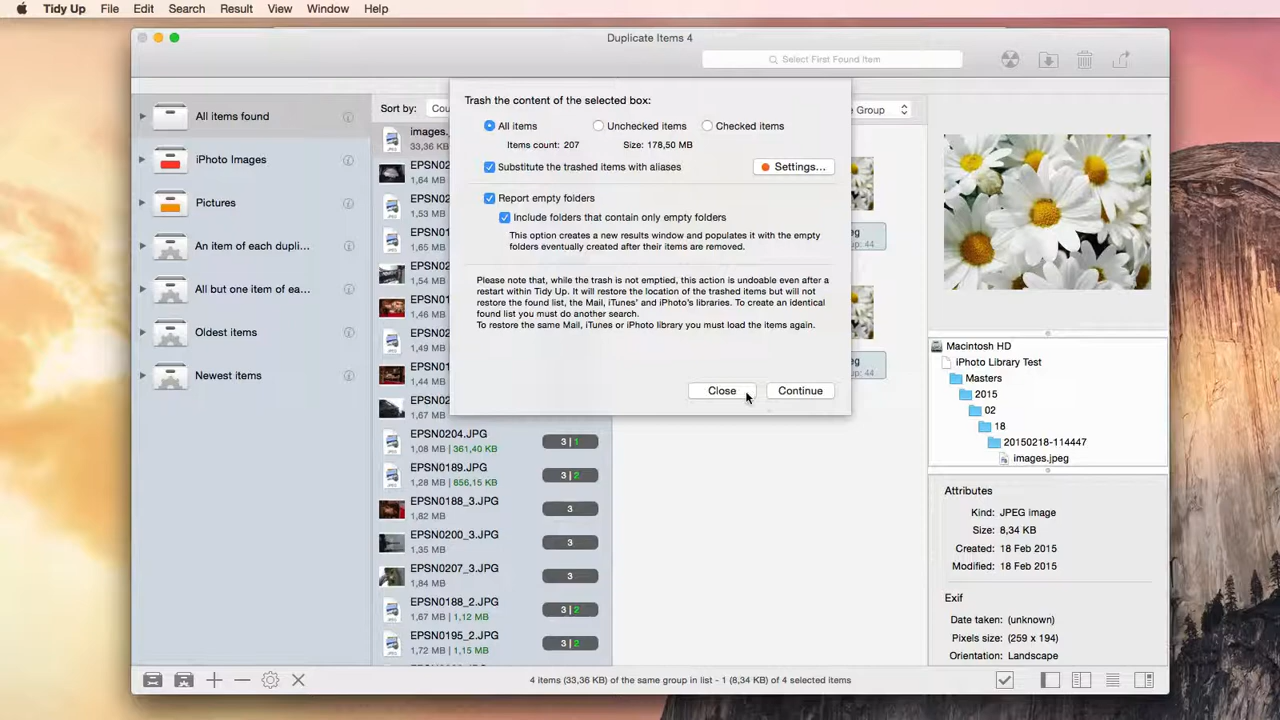 Tidy Up File Edit Search Result View Window Help
Duplicate Items 4
Select First Found Item
All items found
iPhoto Images
Pictures
An item of each dupli...
All but one item of ea...
Oldest items
Newest items
Sort by: Cou
images.
33,36 KB
EPSN02
1,64 MB
EPSN02
1,53 MB
EPSN01
1,65 MB
EPSN02
1,54 MB
EPSN01
1,46 MB
EPSN02
1,49 MB
EPSN01
1,44 MB
EPSN02
1,67 MB
EPSN0204.JPG
1,08 MB | 361,40 KB
3 | 1
EPSN0189.JPG
1,28 MB | 856,15 KB
3 | 2
EPSN0188_3.JPG
1,82 MB
3
EPSN0200_3.JPG
1,35 MB
3
EPSN0207_3.JPG
1,84 MB
3
EPSN0188_2.JPG
1,67 MB | 1,12 MB
3 | 2
EPSN0195_2.JPG
1,72 MB | 1,15 MB
3 | 2
Trash the content of the selected box:
All items Unchecked items Checked items
Items count: 207 Size: 178,50 MB
Substitute the trashed items with aliases Settings...
Report empty folders
Include folders that contain only empty folders
This option creates a new results window and populates it with the empty
folders eventually created after their items are removed.
Please note that, while the trash is not emptied, this action is undoable even after a
restart within Tidy Up. It will restore the location of the trashed items but will not
restore the found list, the Mail, iTunes' and iPhoto's libraries. To create an identical
found list you must do another search.
To restore the same Mail, iTunes or iPhoto library you must load the items again.
Close Continue
e Group
eg
up: 44
eg
up: 44
Macintosh HD
iPhoto Library Test
Masters
2015
02
18
20150218-114447
images.jpeg
Attributes
Kind: JPEG image
Size: 8,34 KB
Created: 18 Feb 2015
Modified: 18 Feb 2015
Exif
Date taken: (unknown)
Pixels size: (259 x 194)
Orientation: Landscape
4 items (33,36 KB) of the same group in list - 1 (8,34 KB) of 4 selected items